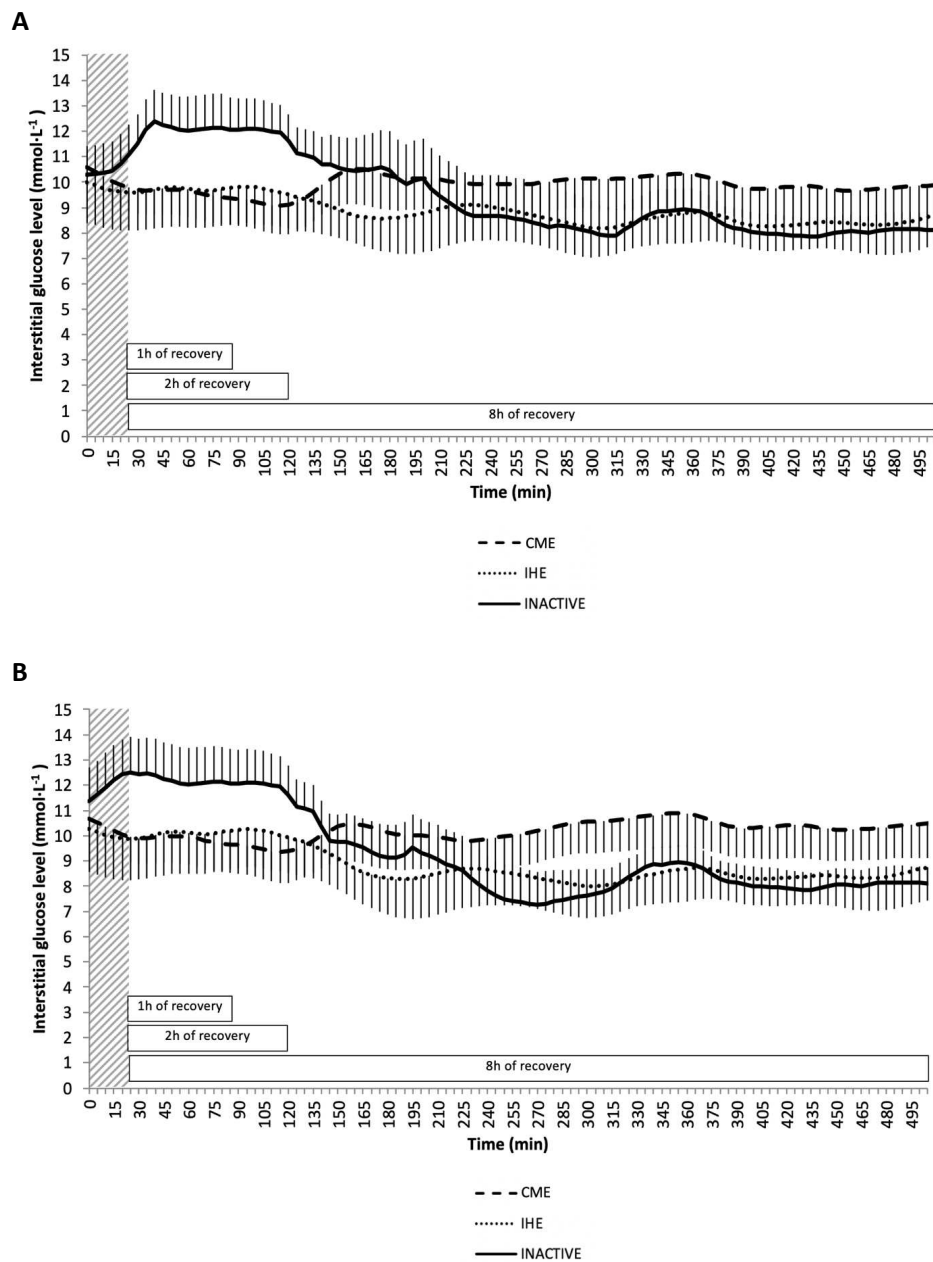 A
Interstitial glucose level (mmol·L⁻¹ )
15
14
13
12
11
10
9
8
7
6
5
4
3
2
1
0
1h of recovery
2h of recovery
8h of recovery
0 15 30 45 60 75 90 105 120 135 150 165 180 195 210 225 240 255 270 285 300 315 330 345 360 375 390 405 420 435 450 465 480 495
Time (min)
CME
IHE
INACTIVE
B
Interstitial glucose level (mmol·L⁻¹ )
15
14
13
12
11
10
9
8
7
6
5
4
3
2
1
0
1h of recovery
2h of recovery
8h of recovery
0 15 30 45 60 75 90 105 120 135 150 165 180 195 210 225 240 255 270 285 300 315 330 345 360 375 390 405 420 435 450 465 480 495
Time (min)
CME
IHE
INACTIVE